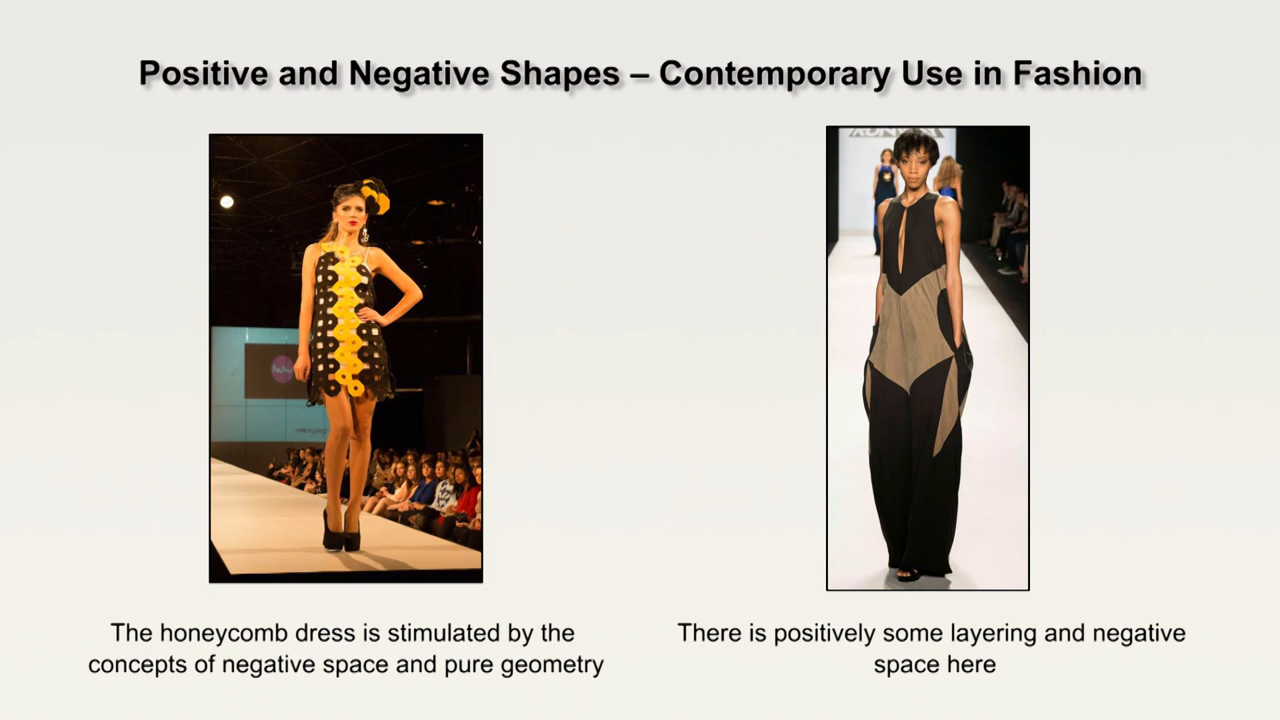 Positive and Negative Shapes – Contemporary Use in Fashion
The honeycomb dress is stimulated by the
concepts of negative space and pure geometry
There is positively some layering and negative
space here